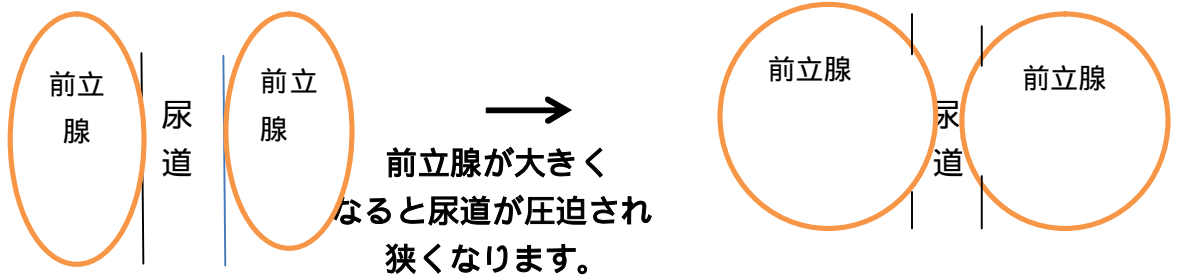 前立
腺
尿
道
前立
腺
前立腺が大きく
なると尿道が圧迫され
狭くなります。
前立腺
尿
道
前立腺